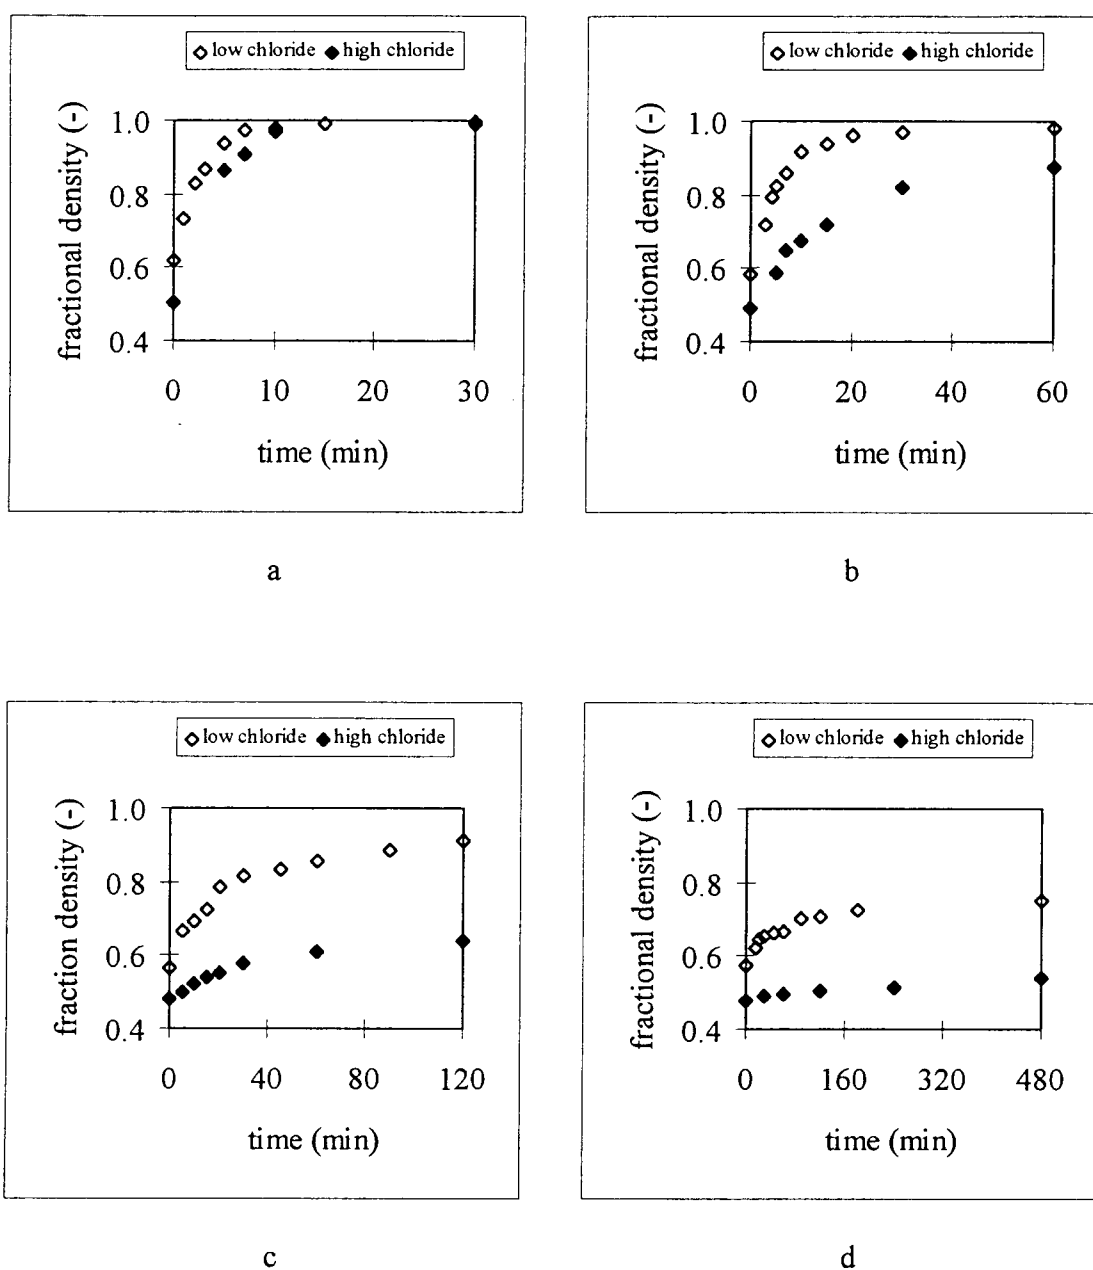 low chloride high chloride
fractional density (-)
1.0
0.8
0.6
0.4
0 10 20 30
time (min)
a
low chloride high chloride
fractional density (-)
1.0
0.8
0.6
0.4
0 20 40 60
time (min)
b
low chloride high chloride
fraction density (-)
1.0
0.8
0.6
0.4
0 40 80 120
time (min)
c
low chloride high chloride
fractional density (-)
1.0
0.8
0.6
0.4
0 160 320 480
time (min)
d